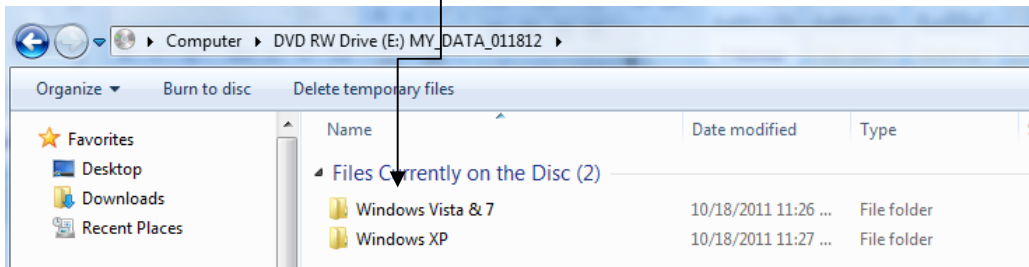 Computer DVD RW Drive (E:) MY_DATA_011812
Organize Burn to disc Delete temporary files
Favorites Name Date modified Type
Desktop Files Currently on the Disc (2)
Downloads Windows Vista & 7 10/18/2011 11:26 ... File folder
Recent Places Windows XP 10/18/2011 11:27 ... File folder